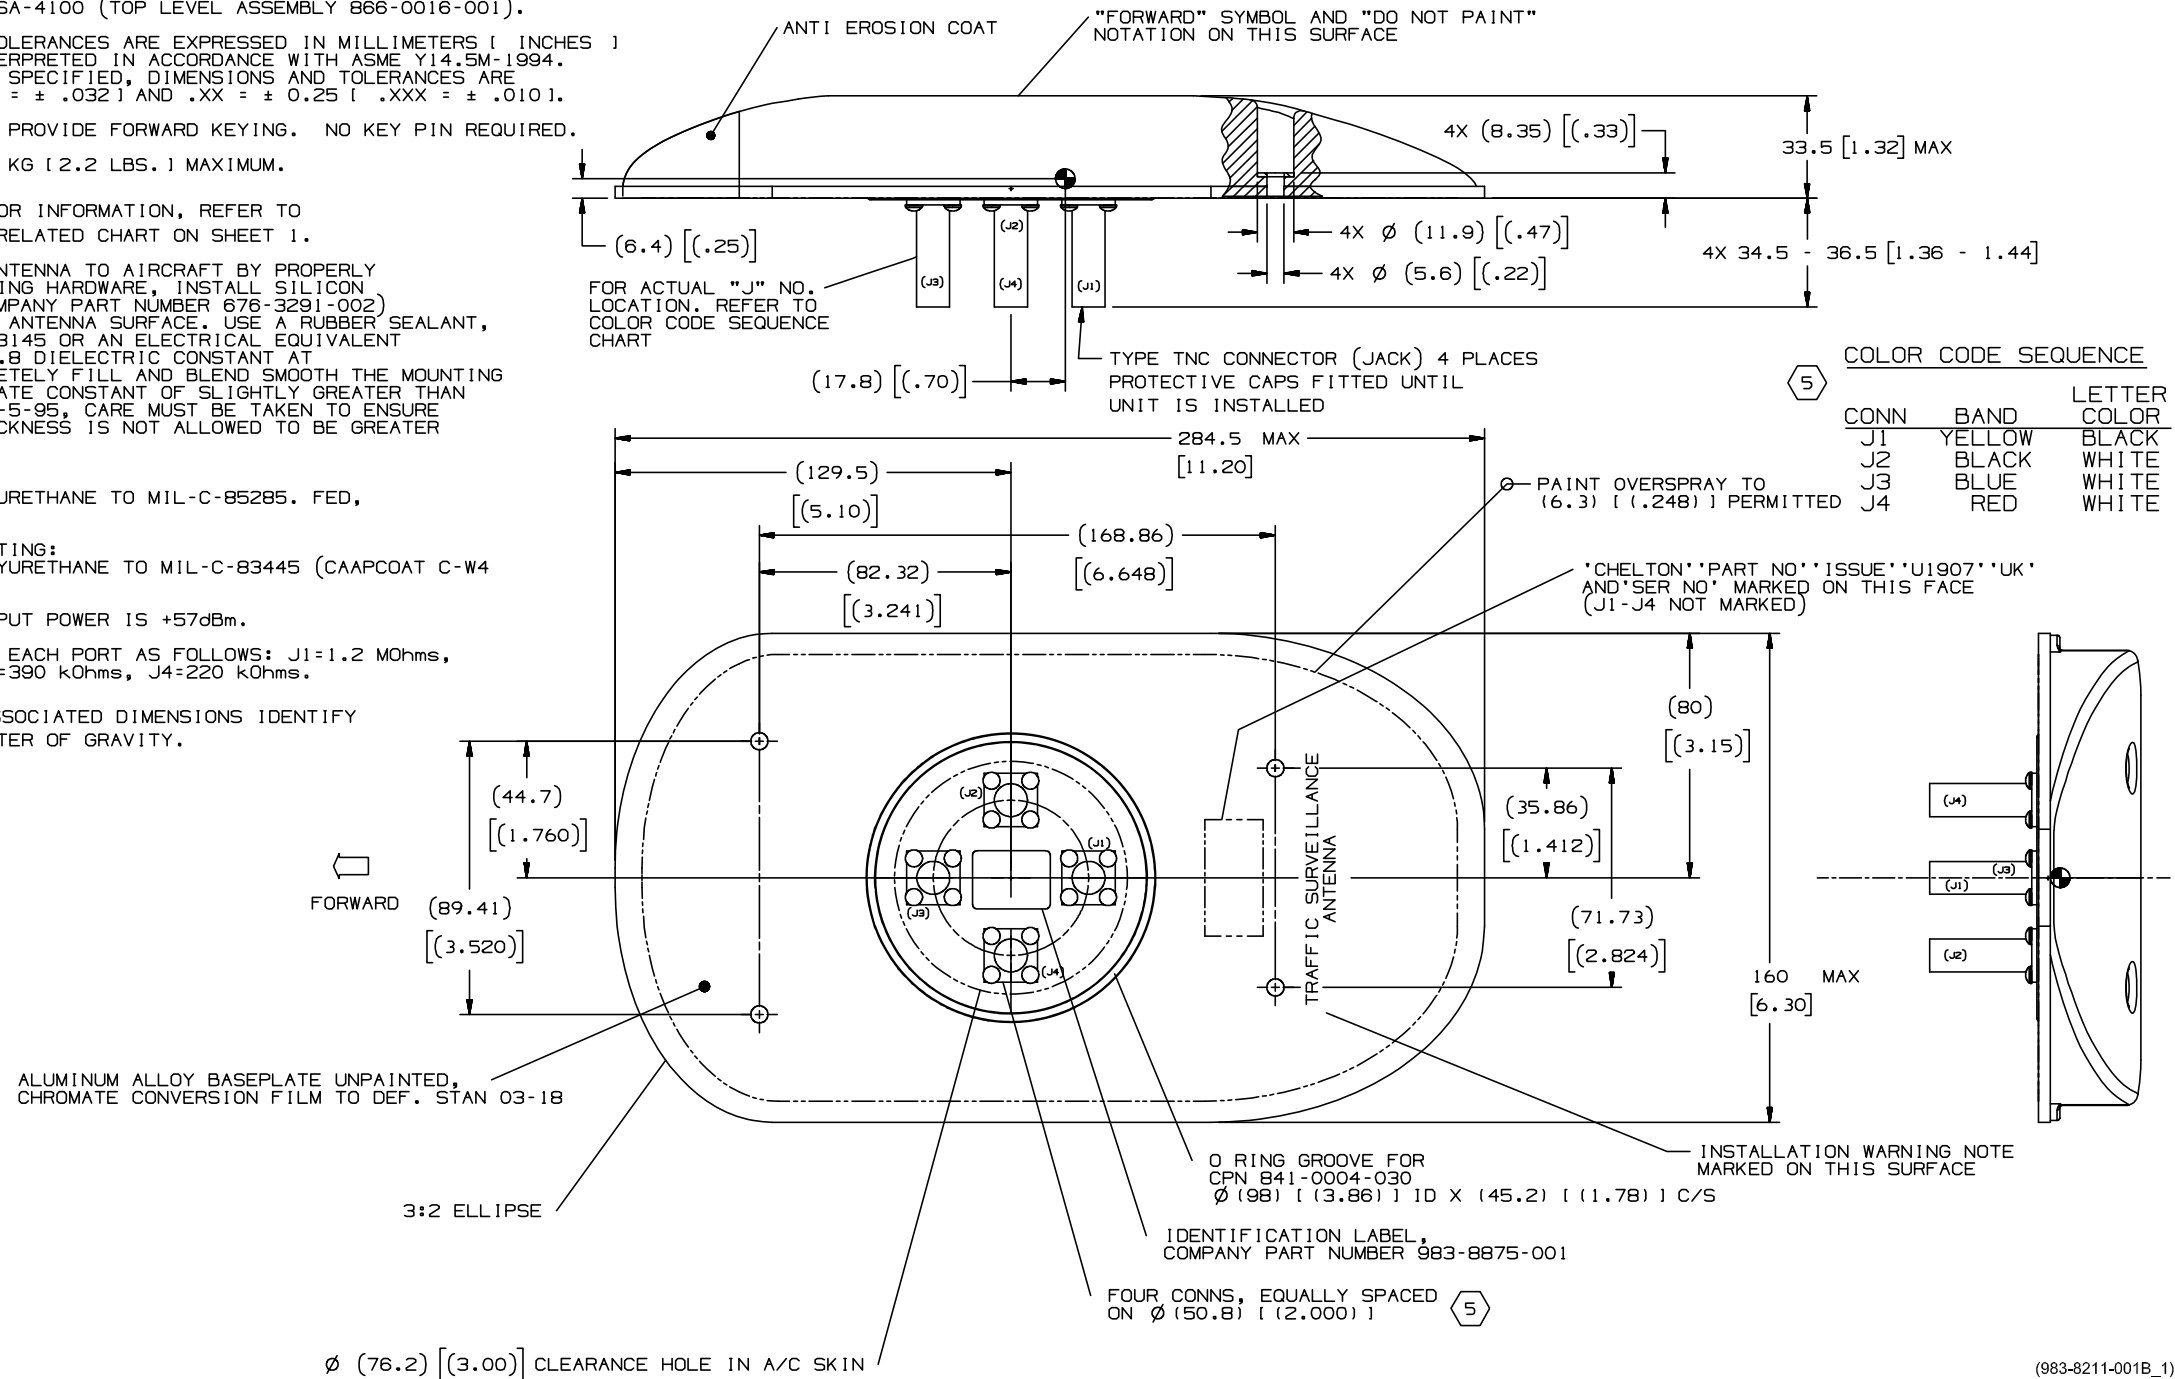 SA-4100 (TOP LEVEL ASSEMBLY 866-0016-001).
OLERANCES ARE EXPRESSED IN MILLIMETERS [ INCHES ]
ERPRETED IN ACCORDANCE WITH ASME Y14.5M-1994.
SPECIFIED, DIMENSIONS AND TOLERANCES ARE
= ± .032] AND .XX = ± 0.25 [ .XXX = ± .010].
PROVIDE FORWARD KEYING. NO KEY PIN REQUIRED.
KG [2.2 LBS.] MAXIMUM.
OR INFORMATION, REFER TO
RELATED CHART ON SHEET 1.
NTENNA TO AIRCRAFT BY PROPERLY
ING HARDWARE, INSTALL SILICON
MPANY PART NUMBER 676-3291-002)
ANTENNA SURFACE. USE A RUBBER SEALANT,
3145 OR AN ELECTRICAL EQUIVALENT
.8 DIELECTRIC CONSTANT AT
ETELY FILL AND BLEND SMOOTH THE MOUNTING
ATE CONSTANT OF SLIGHTLY GREATER THAN
-5-95, CARE MUST BE TAKEN TO ENSURE
CKNESS IS NOT ALLOWED TO BE GREATER
URETHANE TO MIL-C-85285. FED,
TING:
YURETHANE TO MIL-C-83445 (CAAPCOAT C-W4
PUT POWER IS +57dBm.
EACH PORT AS FOLLOWS: J1=1.2 MOhms,
=390 kOhms, J4=220 kOhms.
SSOCIATED DIMENSIONS IDENTIFY
TER OF GRAVITY.
ANTI EROSION COAT
"FORWARD" SYMBOL AND "DO NOT PAINT"
NOTATION ON THIS SURFACE
4X (8.35) [(.33)]
33.5 [1.32] MAX
(6.4) [(.25)]
4X Ø (11.9) [(.47)]
4X Ø (5.6) [(.22)]
4X 34.5 - 36.5 [1.36 - 1.44]
(J2)
(J3)
(J4)
(J1)
FOR ACTUAL "J" NO.
LOCATION. REFER TO
COLOR CODE SEQUENCE
CHART
(17.8) [(.70)]
TYPE TNC CONNECTOR (JACK) 4 PLACES
PROTECTIVE CAPS FITTED UNTIL
UNIT IS INSTALLED
5
COLOR CODE SEQUENCE
LETTER
CONN BAND COLOR
J1 YELLOW BLACK
J2 BLACK WHITE
J3 BLUE WHITE
J4 RED WHITE
284.5 MAX
[11.20]
(129.5)
[(5.10)]
(168.86)
[(6.648)]
(82.32)
[(3.241)]
PAINT OVERSPRAY TO
(6.3) [(.248)] PERMITTED
'CHELTON''PART NO''ISSUE''U1907''UK'
AND'SER NO' MARKED ON THIS FACE
(J1-J4 NOT MARKED)
(80)
[(3.15)]
(44.7)
[(1.760)]
(35.86)
[(1.412)]
FORWARD
(89.41)
[(3.520)]
(71.73)
[(2.824)]
160 MAX
[6.30]
(J2)
(J1)
(J3)
(J4)
TRAFFIC SURVEILLANCE
ANTENNA
(J4)
(J3)
(J1)
(J2)
ALUMINUM ALLOY BASEPLATE UNPAINTED,
CHROMATE CONVERSION FILM TO DEF. STAN 03-18
3:2 ELLIPSE
INSTALLATION WARNING NOTE
MARKED ON THIS SURFACE
O RING GROOVE FOR
CPN 841-0004-030
Ø (98) [(3.86)] ID X (45.2) [(1.78)] C/S
IDENTIFICATION LABEL,
COMPANY PART NUMBER 983-8875-001
FOUR CONNS, EQUALLY SPACED
ON Ø (50.8) [(2.000)]
5
Ø (76.2) [(3.00)] CLEARANCE HOLE IN A/C SKIN
(983-8211-001B_1)